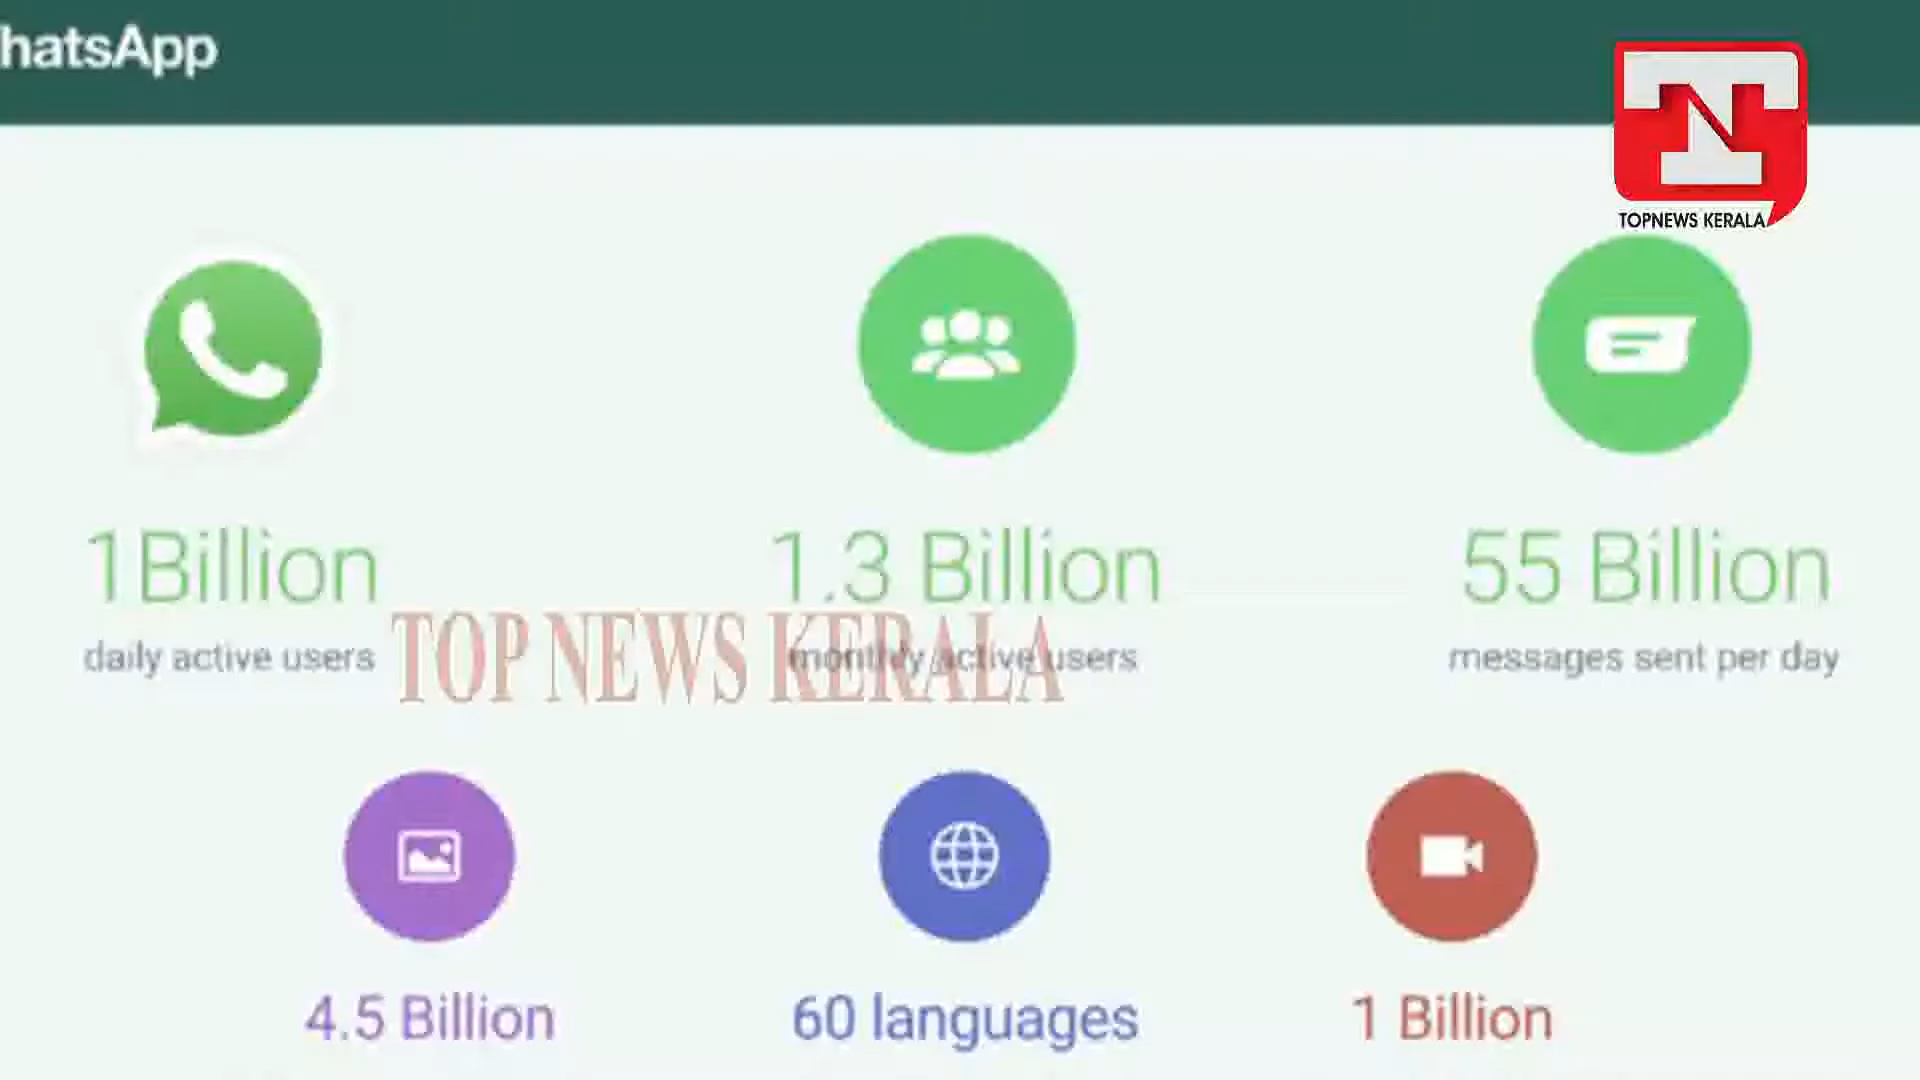 hatsApp
TN
TOPNEWS KERALA
1 Billion
1.3 Billion
55 Billion
daily active users
monthly active users
messages sent per day
TOP NEWS KERALA
4.5 Billion
60 languages
1 Billion